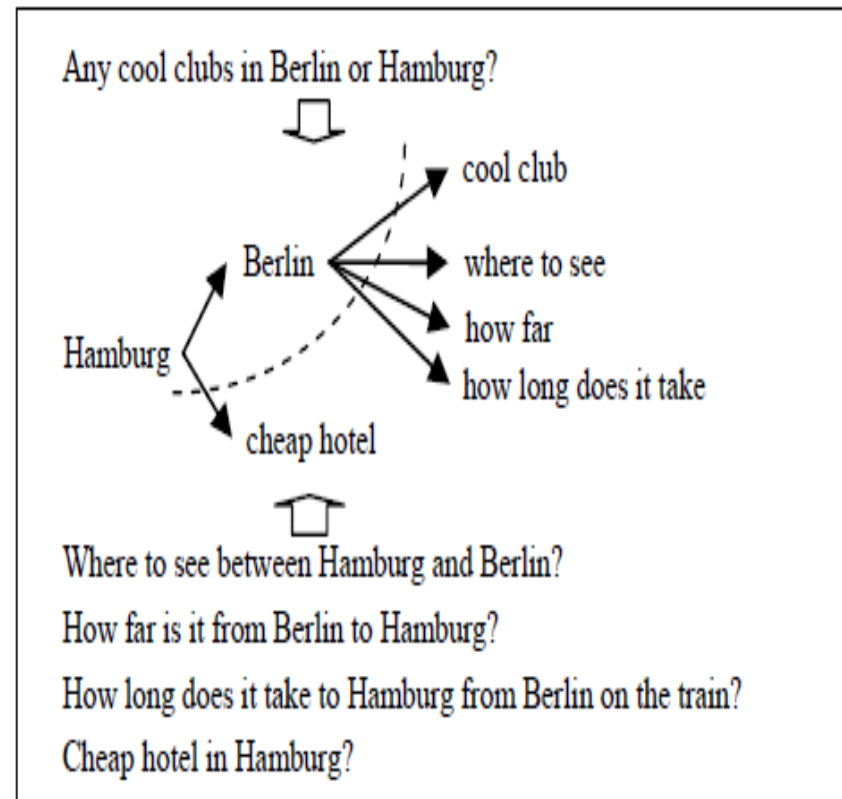 Any cool clubs in Berlin or Hamburg?
cool club
Berlin
where to see
how far
Hamburg
how long does it take
cheap hotel
Where to see between Hamburg and Berlin?
How far is it from Berlin to Hamburg?
How long does it take to Hamburg from Berlin on the train?
Cheap hotel in Hamburg?